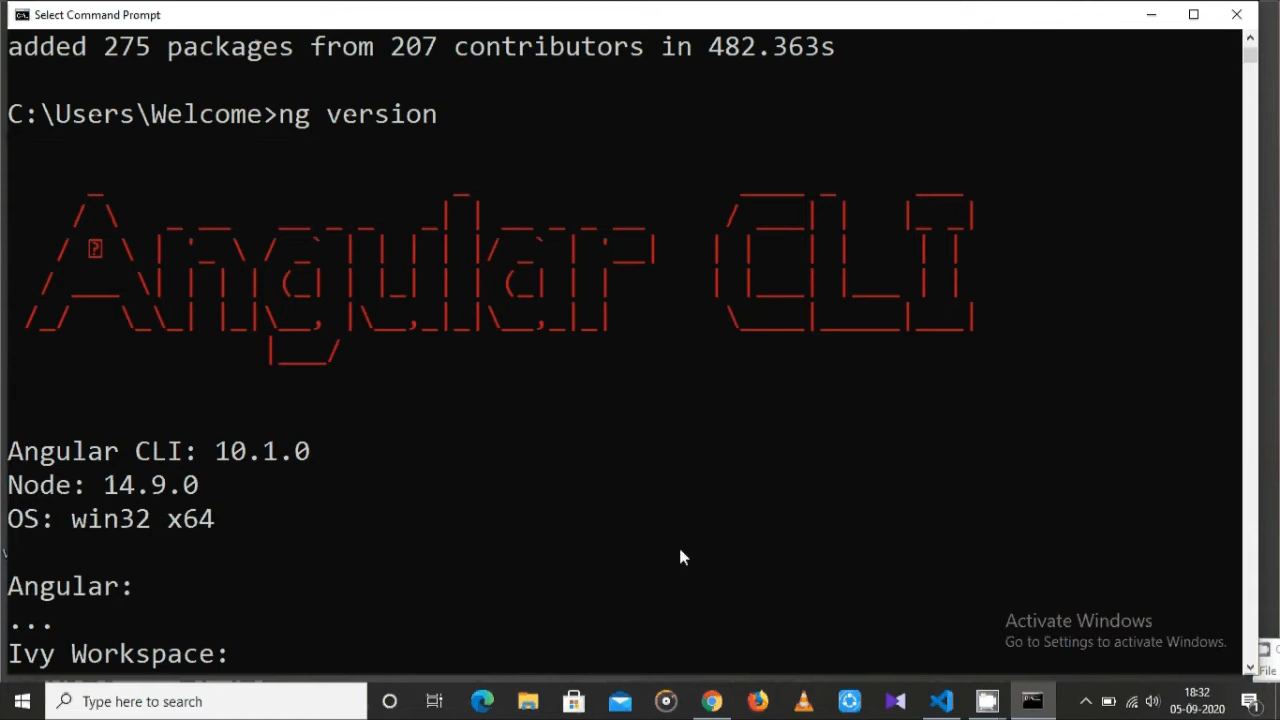 Select Command Prompt
added 275 packages from 207 contributors in 482.363s
C:\Users\Welcome>ng version
Angular CLI
Angular CLI: 10.1.0
Node: 14.9.0
OS: win32 x64
Angular:
...
Ivy Workspace:
Activate Windows
Go to Settings to activate Windows.
File
Type here to search
18:32
05-09-2020
1